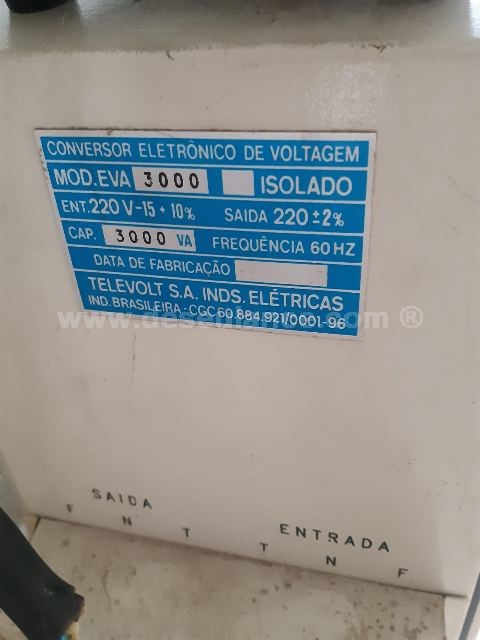 CONVERSOR ELETRÔNICO DE VOLTAGEM
MOD.EVA 3000 ISOLADO
ENT. 220 V -15 + 10% SAIDA 220 ± 2%
CAP. 3000 VA FREQUÊNCIA 60 HZ
DATA DE FABRICAÇÃO
TELEVOLT S.A. INDS. ELÉTRICAS
IND. BRASILEIRA - CGC 60.884.921/0001-96
SAIDA
F N T
ENTRADA
T N F